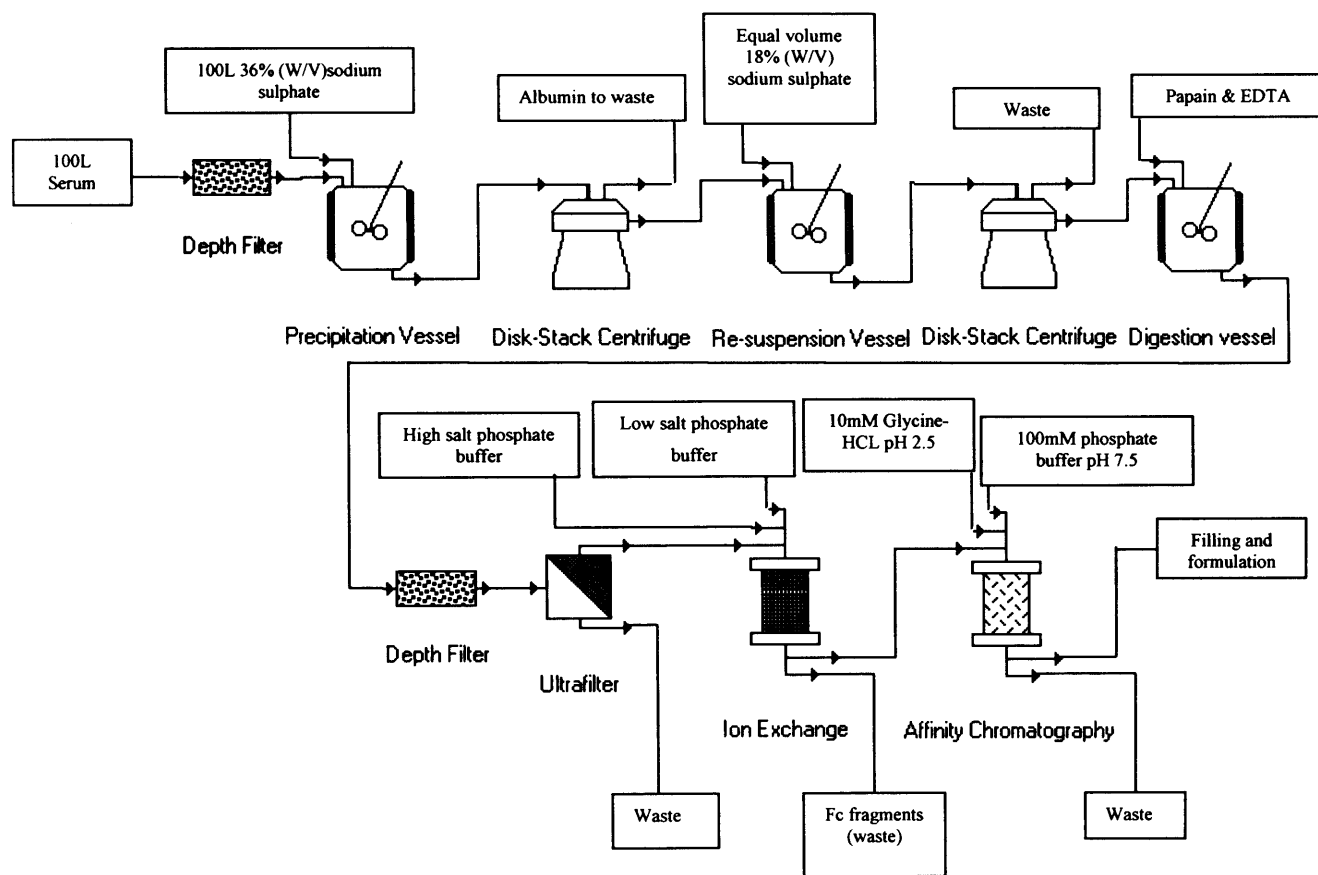 100L 36% (W/V)sodium
sulphate
Albumin to waste
Equal volume
18% (W/V)
sodium sulphate
Waste
Papain & EDTA
100L
Serum
Depth Filter
Precipitation Vessel
Disk-Stack Centrifuge
Re-suspension Vessel
Disk-Stack Centrifuge
Digestion vessel
High salt phosphate
buffer
Low salt phosphate
buffer
10mM Glycine-
HCL pH 2.5
100mM phosphate
buffer pH 7.5
Filling and
formulation
Depth Filter
Ultrafilter
Ion Exchange
Affinity Chromatography
Waste
Fc fragments
(waste)
Waste